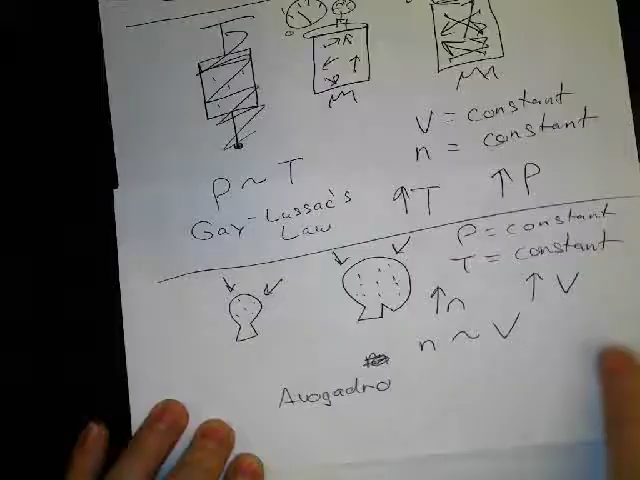 V = constant
n = constant
P ~ T
Gay-Lussac's
Law
↑T ↑P
P = constant
T = constant
↑n ↑V
n ~ V
Avogadro